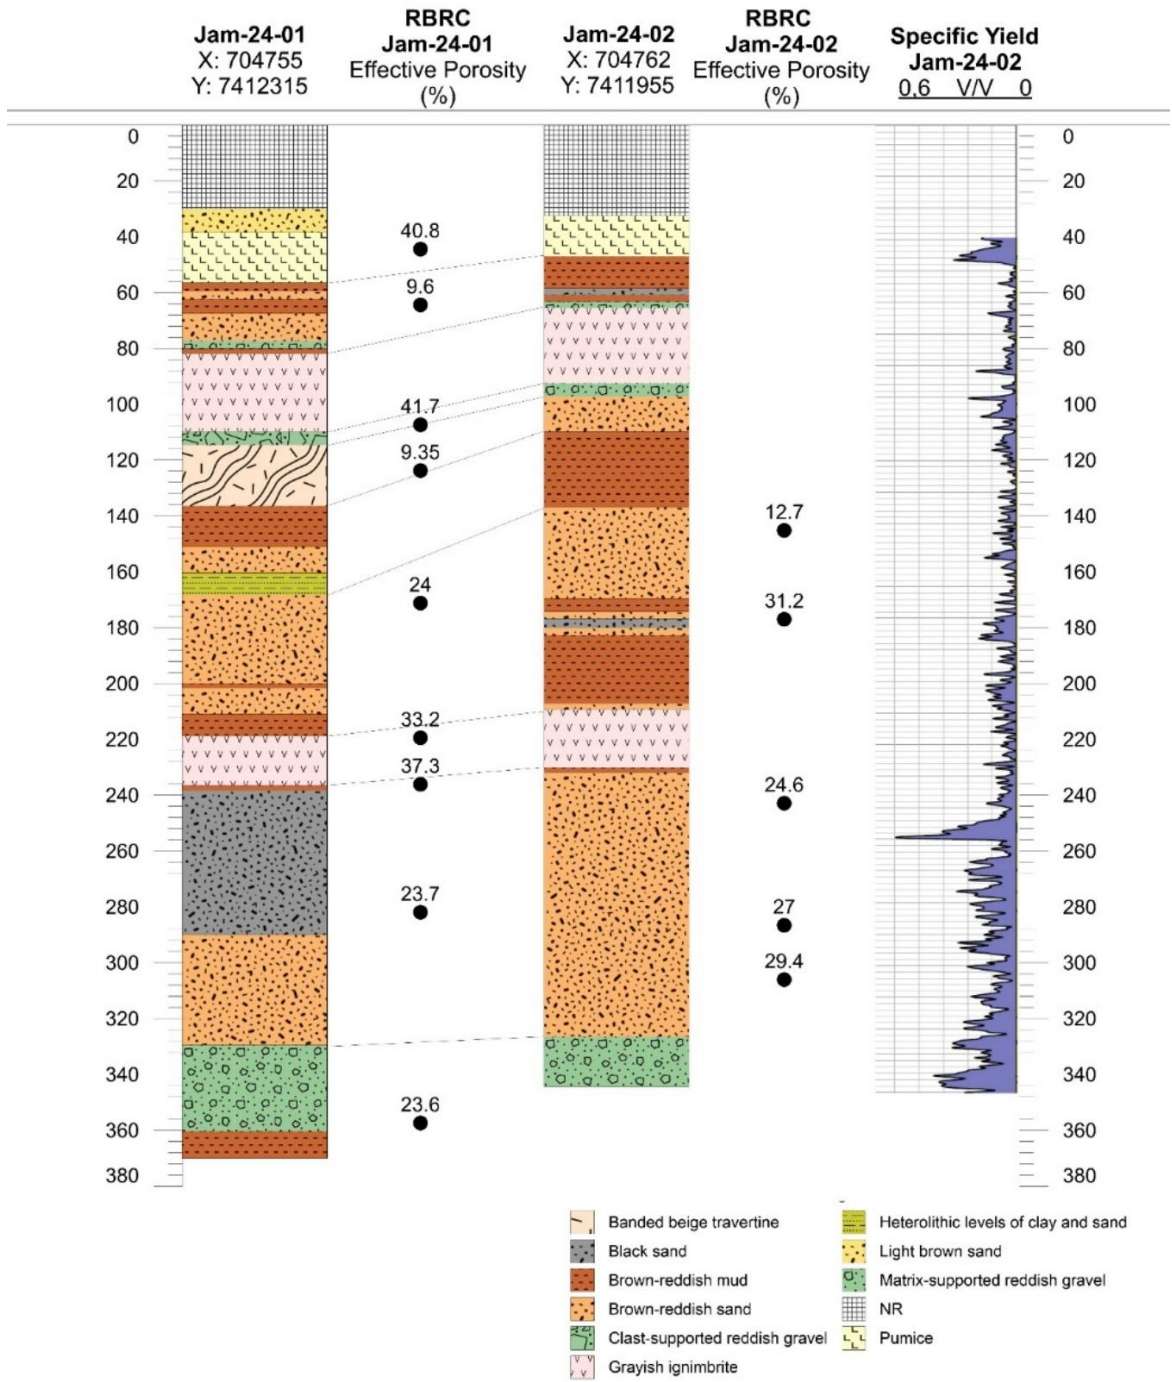 Jam-24-01
X: 704755
Y: 7412315
RBRC
Jam-24-01
Effective Porosity
(%)
Jam-24-02
X: 704762
Y: 7411955
RBRC
Jam-24-02
Effective Porosity
(%)
Specific Yield
Jam-24-02
0,6 V/V 0
0
20
40
60
80
100
120
140
160
180
200
220
240
260
280
300
320
340
360
380
40.8
9.6
41.7
9.35
24
33.2
37.3
23.7
23.6
12.7
31.2
24.6
27
29.4
0
20
40
60
80
100
120
140
160
180
200
220
240
260
280
300
320
340
360
380
Banded beige travertine
Black sand
Brown-reddish mud
Brown-reddish sand
Clast-supported reddish gravel
Grayish ignimbrite
Heterolithic levels of clay and sand
Light brown sand
Matrix-supported reddish gravel
NR
Pumice